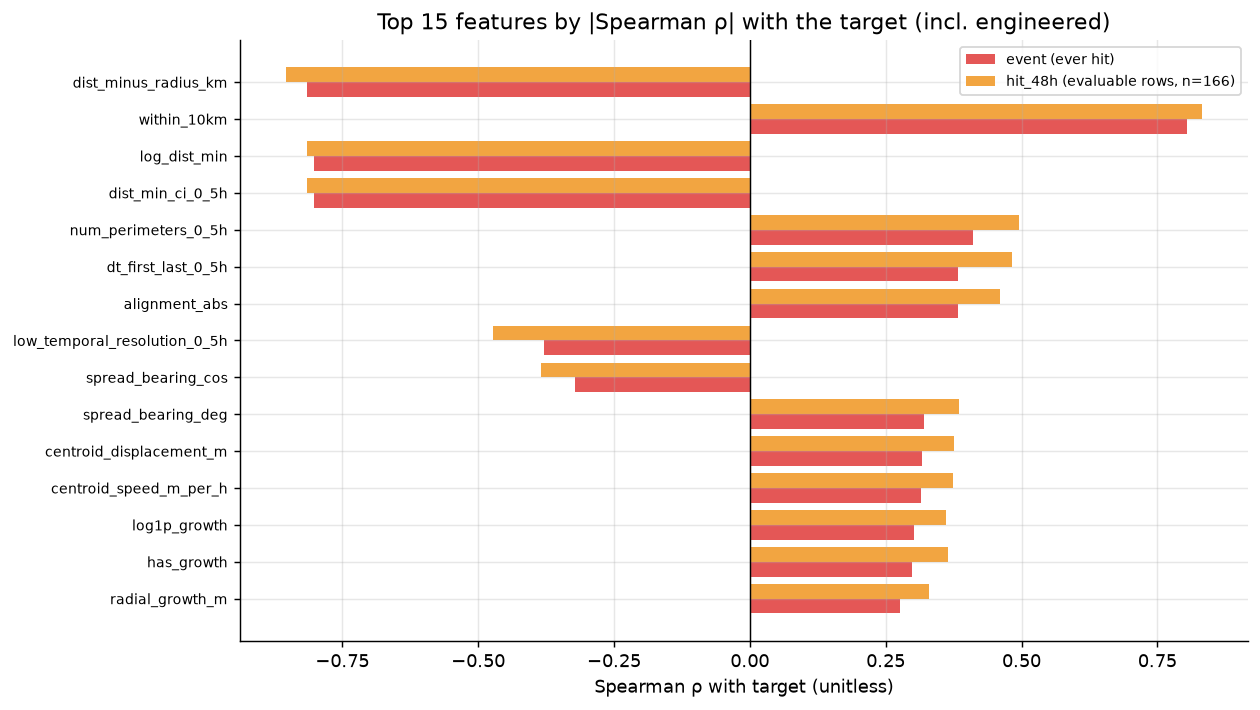 Top 15 features by |Spearman ρ| with the target (incl. engineered)
event (ever hit)
hit_48h (evaluable rows, n=166)
dist_minus_radius_km
within_10km
log_dist_min
dist_min_ci_0_5h
num_perimeters_0_5h
dt_first_last_0_5h
alignment_abs
low_temporal_resolution_0_5h
spread_bearing_cos
spread_bearing_deg
centroid_displacement_m
centroid_speed_m_per_h
log1p_growth
has_growth
radial_growth_m
−0.75 −0.50 −0.25 0.00 0.25 0.50 0.75
Spearman ρ with target (unitless)